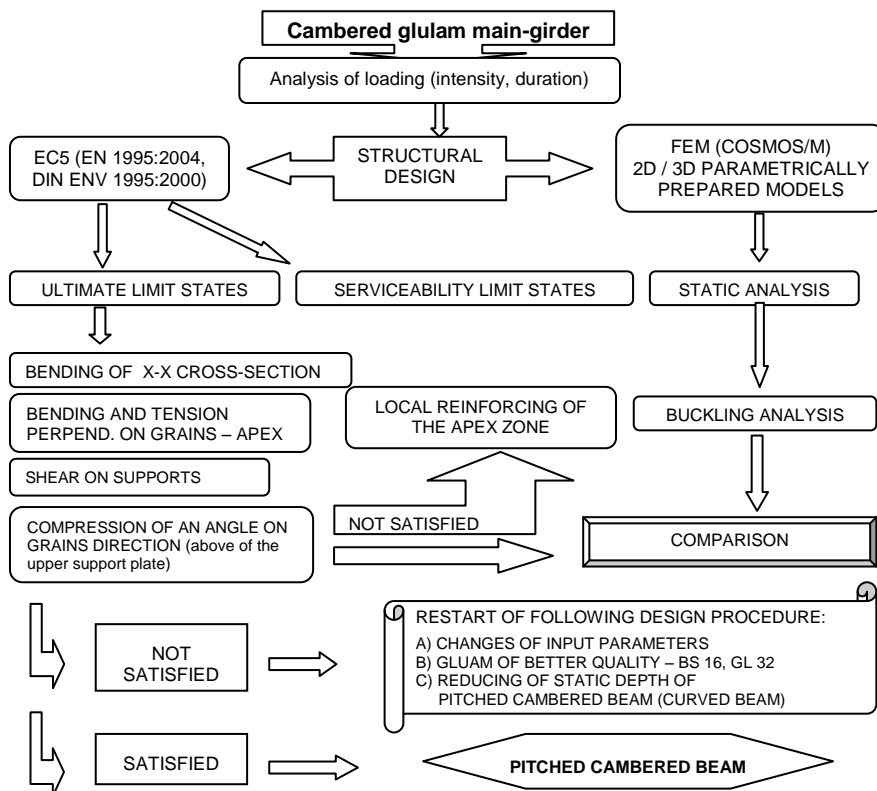 Cambered glulam main-girder
Analysis of loading (intensity, duration)
EC5 (EN 1995:2004,
DIN ENV 1995:2000)
STRUCTURAL
DESIGN
FEM (COSMOS/M)
2D / 3D PARAMETRICALLY
PREPARED MODELS
ULTIMATE LIMIT STATES
SERVICEABILITY LIMIT STATES
STATIC ANALYSIS
BENDING OF X-X CROSS-SECTION
BENDING AND TENSION
PERPEND. ON GRAINS – APEX
LOCAL REINFORCING OF
THE APEX ZONE
BUCKLING ANALYSIS
SHEAR ON SUPPORTS
COMPRESSION OF AN ANGLE ON
GRAINS DIRECTION (above of the
upper support plate)
NOT SATISFIED
COMPARISON
NOT
SATISFIED
RESTART OF FOLLOWING DESIGN PROCEDURE:
A) CHANGES OF INPUT PARAMETERS
B) GLUAM OF BETTER QUALITY – BS 16, GL 32
C) REDUCING OF STATIC DEPTH OF
PITCHED CAMBERED BEAM (CURVED BEAM)
SATISFIED
PITCHED CAMBERED BEAM